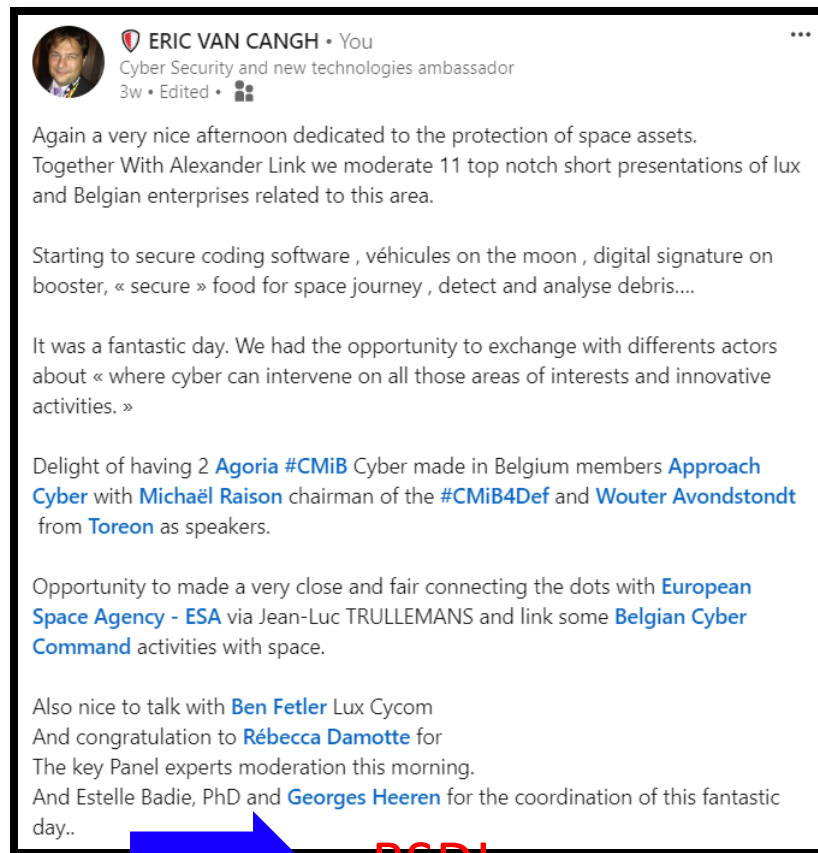 ERIC VAN CANGH • You
Cyber Security and new technologies ambassador
3w • Edited •
Again a very nice afternoon dedicated to the protection of space assets.
Together With Alexander Link we moderate 11 top notch short presentations of lux
and Belgian enterprises related to this area.
Starting to secure coding software , véhicules on the moon , digital signature on
booster, « secure » food for space journey , detect and analyse debris....
It was a fantastic day. We had the opportunity to exchange with differents actors
about « where cyber can intervene on all those areas of interests and innovative
activities. »
Delight of having 2 Agoria #CMiB Cyber made in Belgium members Approach
Cyber with Michaël Raison chairman of the #CMiB4Def and Wouter Avondstondt
from Toreon as speakers.
Opportunity to made a very close and fair connecting the dots with European
Space Agency - ESA via Jean-Luc TRULLEMANS and link some Belgian Cyber
Command activities with space.
Also nice to talk with Ben Fetler Lux Cycom
And congratulation to Rébecca Damotte for
The key Panel experts moderation this morning.
And Estelle Badie, PhD and Georges Heeren for the coordination of this fantastic
day..